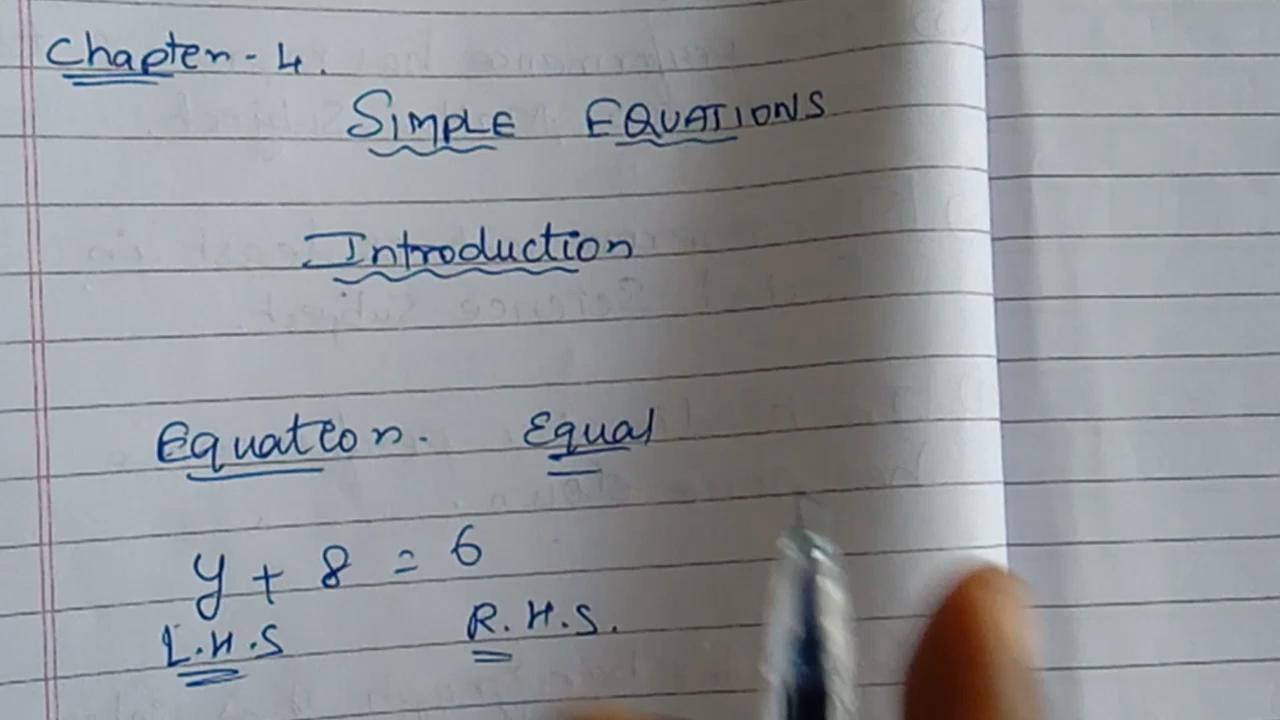 Chapter - 4.
SIMPLE EQUATIONS
Introduction
Equation. Equal
y + 8 = 6
L.H.S R.H.S.